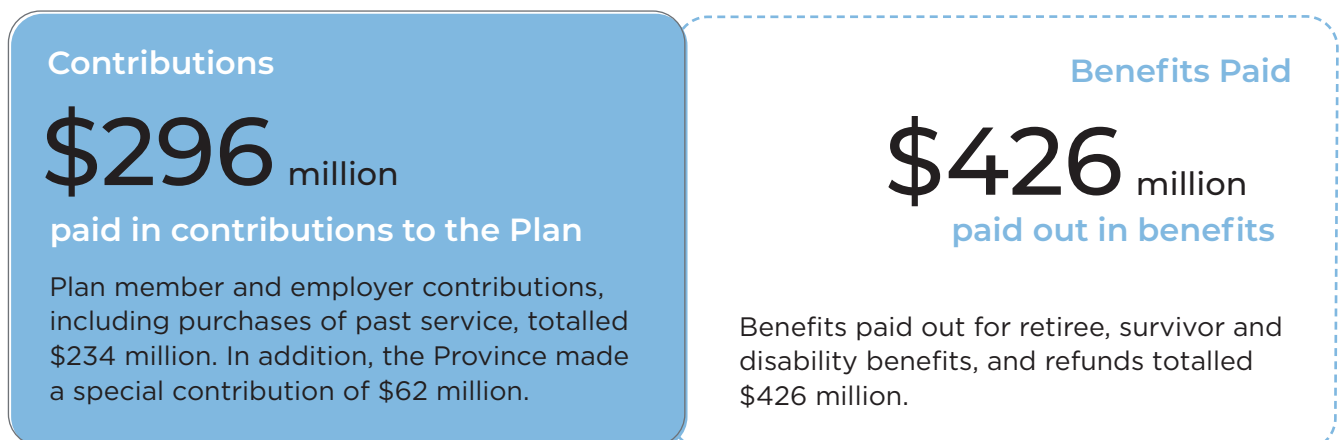 Contributions
$296 million
paid in contributions to the Plan
Plan member and employer contributions,
including purchases of past service, totalled
$234 million. In addition, the Province made
a special contribution of $62 million.
Benefits Paid
$426 million
paid out in benefits
Benefits paid out for retiree, survivor and
disability benefits, and refunds totalled
$426 million.